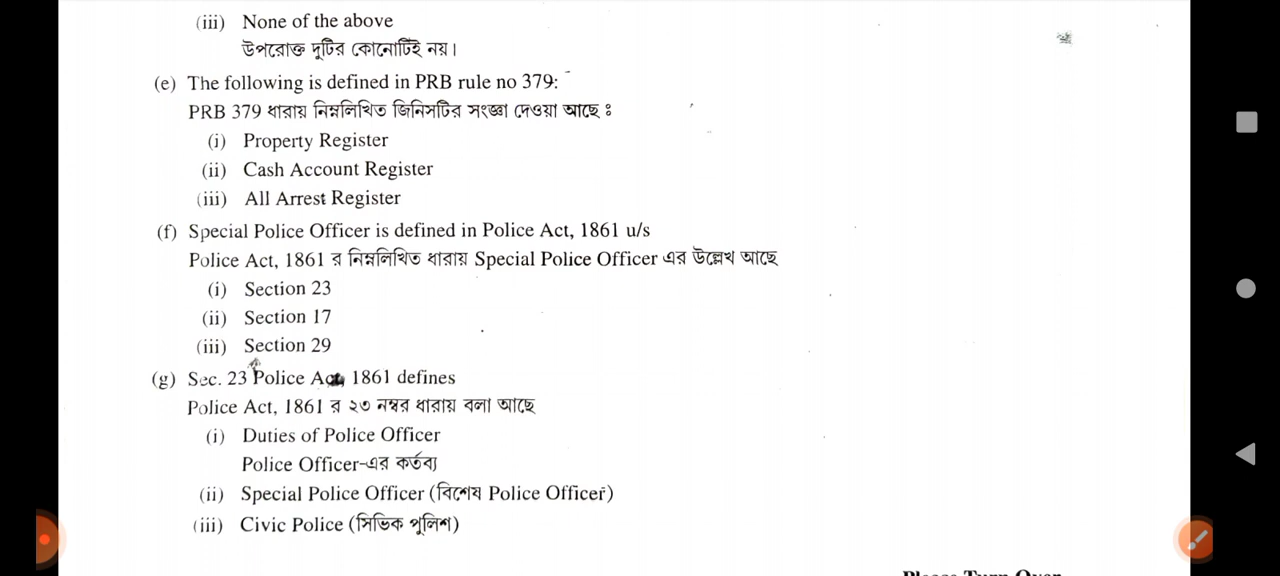 (iii) None of the above
উপরোক্ত দুটির কোনোটিই নয়।
(e) The following is defined in PRB rule no 379:
PRB 379 ধারায় নিম্নলিখিত জিনিসটির সংজ্ঞা দেওয়া আছে ঃ
(i) Property Register
(ii) Cash Account Register
(iii) All Arrest Register
(f) Special Police Officer is defined in Police Act, 1861 u/s
Police Act, 1861 র নিম্নলিখিত ধারায় Special Police Officer এর উল্লেখ আছে
(i) Section 23
(ii) Section 17
(iii) Section 29
(g) Sec. 23 Police Act, 1861 defines
Police Act, 1861 র ২৩ নম্বর ধারায় বলা আছে
(i) Duties of Police Officer
Police Officer-এর কর্তব্য
(ii) Special Police Officer (বিশেষ Police Officer)
(iii) Civic Police (সিভিক পুলিশ)
Please Turn Over